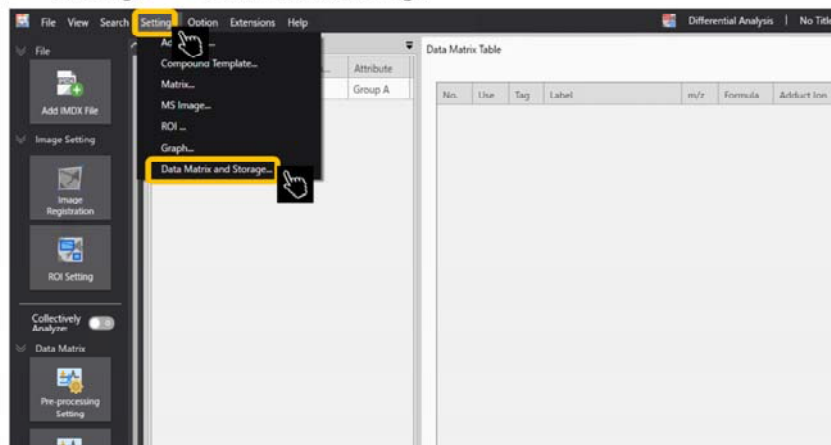 File View Search Setting Option Extensions Help
Differential Analysis | No Title
File
Add IMDX File
Image Setting
Image
Registration
ROI Setting
Collectively
Analyze
Data Matrix
Pre-processing
Setting
Compound Template...
Matrix...
MS Image...
ROI ...
Graph...
Data Matrix and Storage...
Attribute
Group A
Data Matrix Table
No. Use Tag Label m/z Formula Adduct Ion